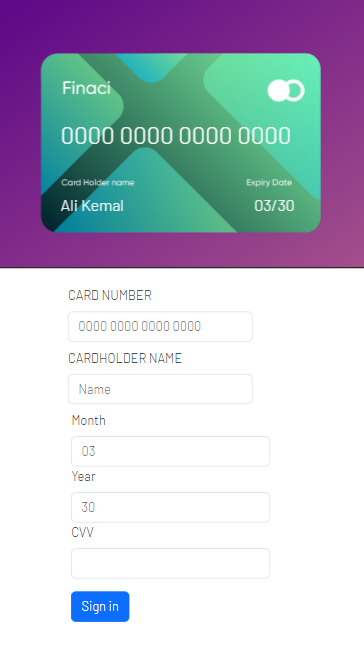 Finaci
0000 0000 0000 0000
Card Holder name Expiry Date
Ali Kemal 03/30
CARD NUMBER
0000 0000 0000 0000
CARDHOLDER NAME
Name
Month
03
Year
30
CVV
Sign in